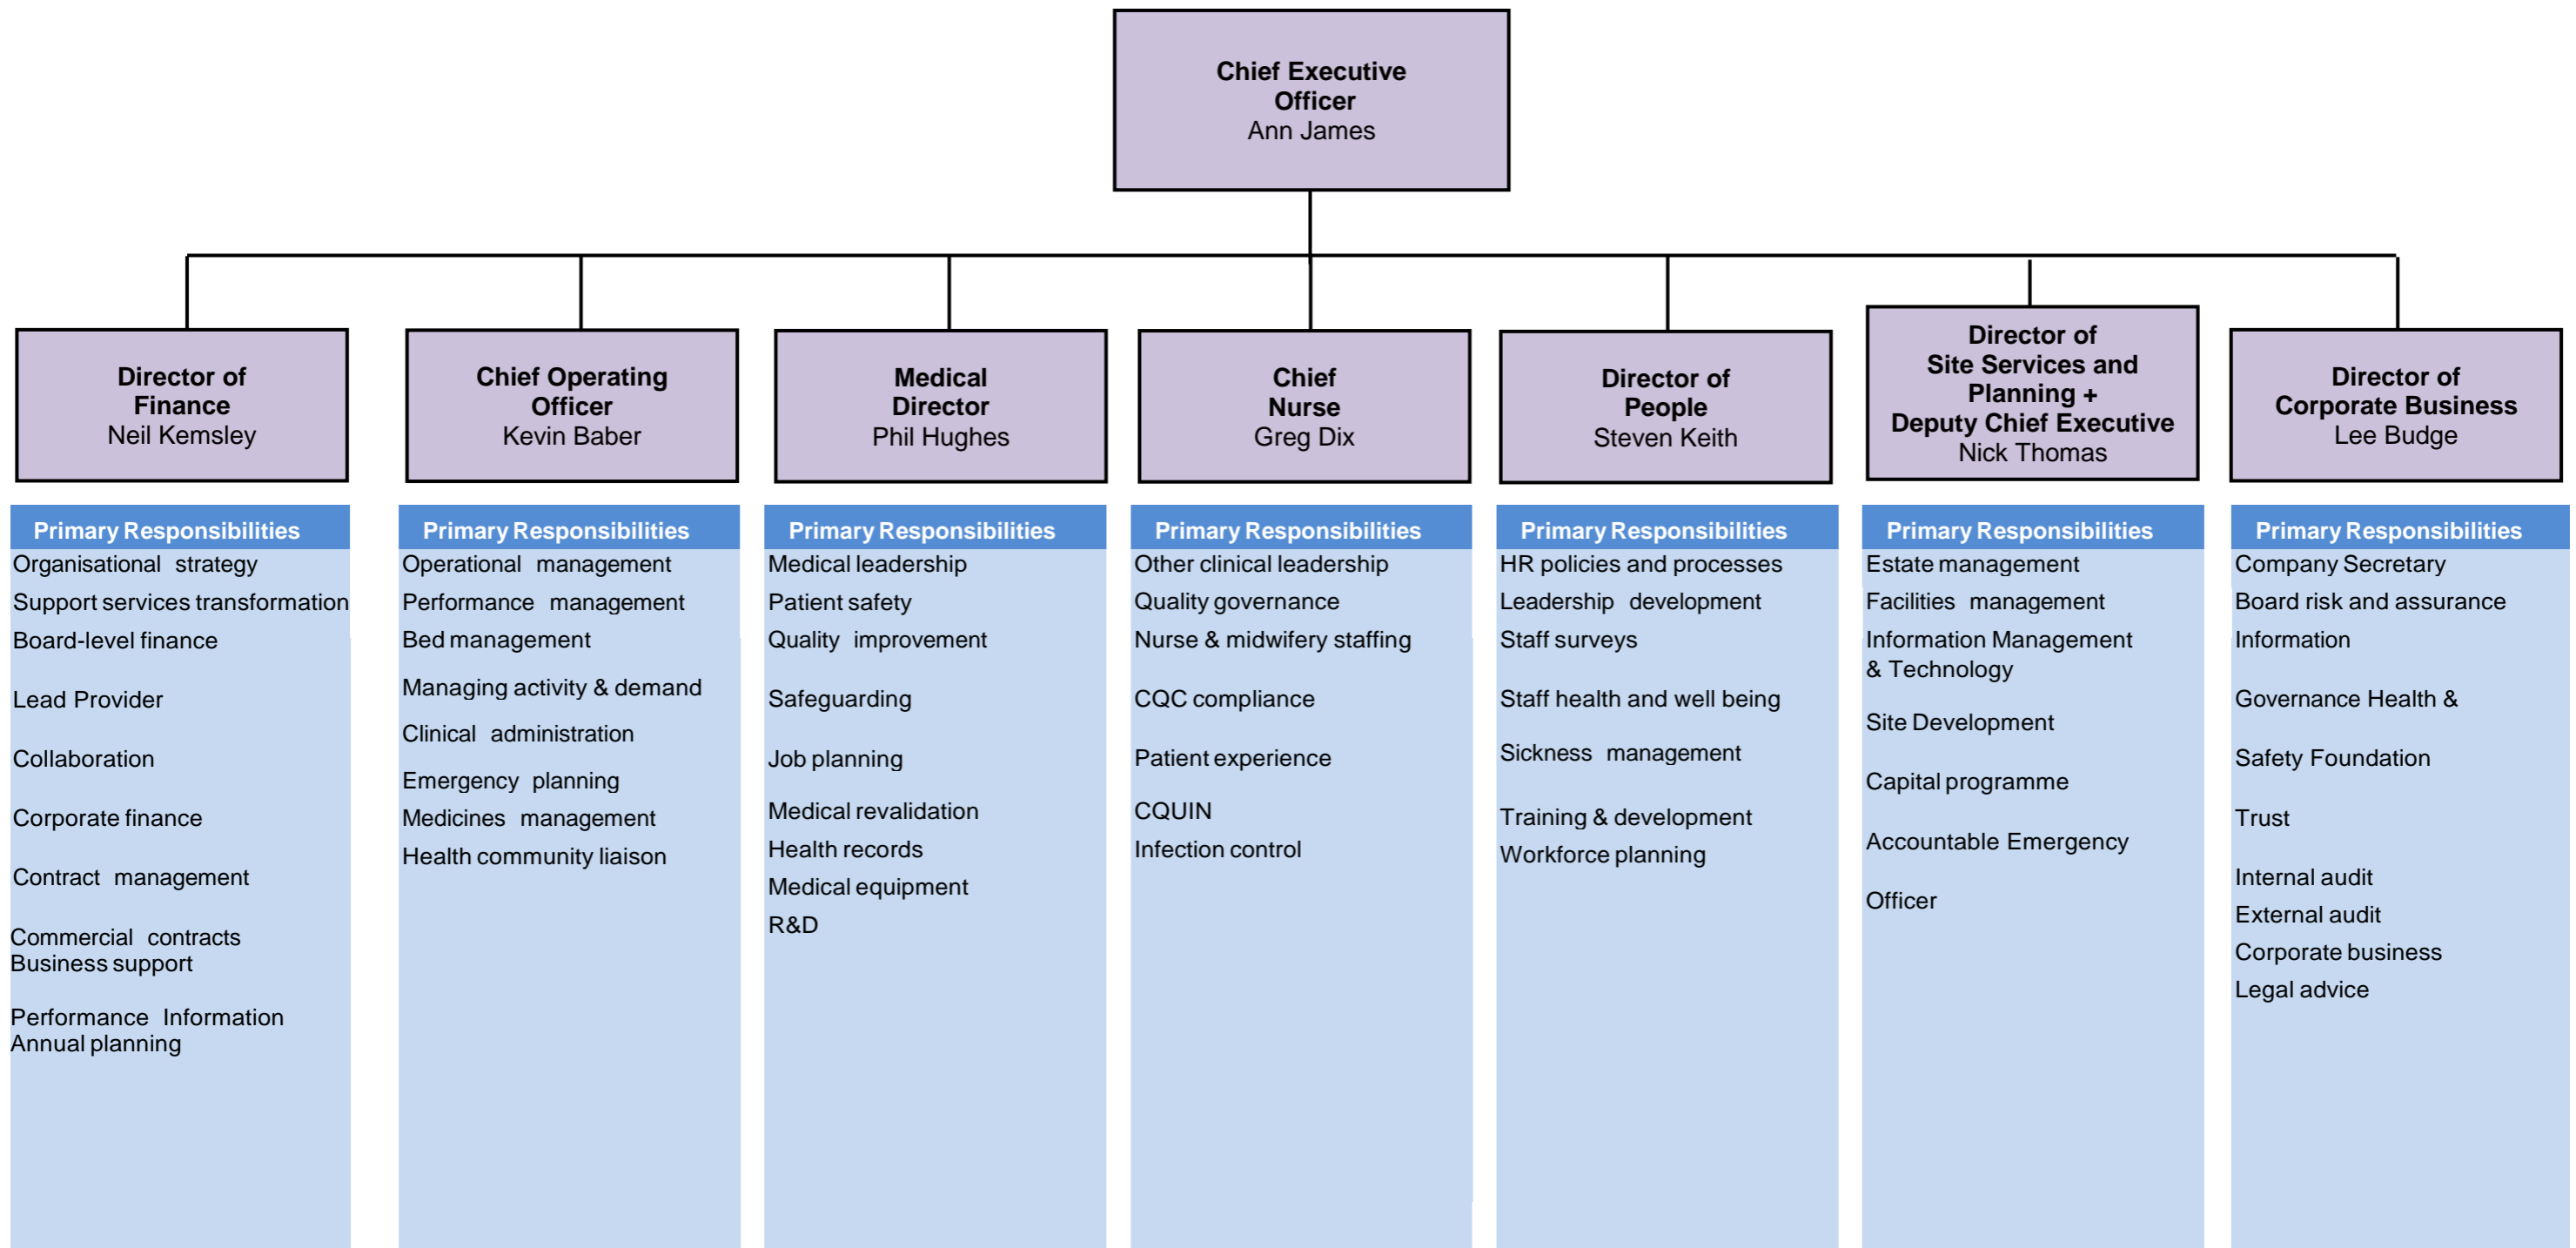 Chief Executive
Officer
Ann James
Director of
Finance
Neil Kemsley
Chief Operating
Officer
Kevin Baber
Medical
Director
Phil Hughes
Chief
Nurse
Greg Dix
Director of
People
Steven Keith
Director of
Site Services and
Planning +
Deputy Chief Executive
Nick Thomas
Director of
Corporate Business
Lee Budge
Primary Responsibilities
Organisational strategy
Support services transformation
Board-level finance
Lead Provider
Collaboration
Corporate finance
Contract management
Commercial contracts
Business support
Performance Information
Annual planning
Primary Responsibilities
Operational management
Performance management
Bed management
Managing activity & demand
Clinical administration
Emergency planning
Medicines management
Health community liaison
Primary Responsibilities
Medical leadership
Patient safety
Quality improvement
Safeguarding
Job planning
Medical revalidation
Health records
Medical equipment
R&D
Primary Responsibilities
Other clinical leadership
Quality governance
Nurse & midwifery staffing
CQC compliance
Patient experience
CQUIN
Infection control
Primary Responsibilities
HR policies and processes
Leadership development
Staff surveys
Staff health and well being
Sickness management
Training & development
Workforce planning
Primary Responsibilities
Estate management
Facilities management
Information Management
& Technology
Site Development
Capital programme
Accountable Emergency
Officer
Primary Responsibilities
Company Secretary
Board risk and assurance
Information
Governance Health &
Safety Foundation
Trust
Internal audit
External audit
Corporate business
Legal advice